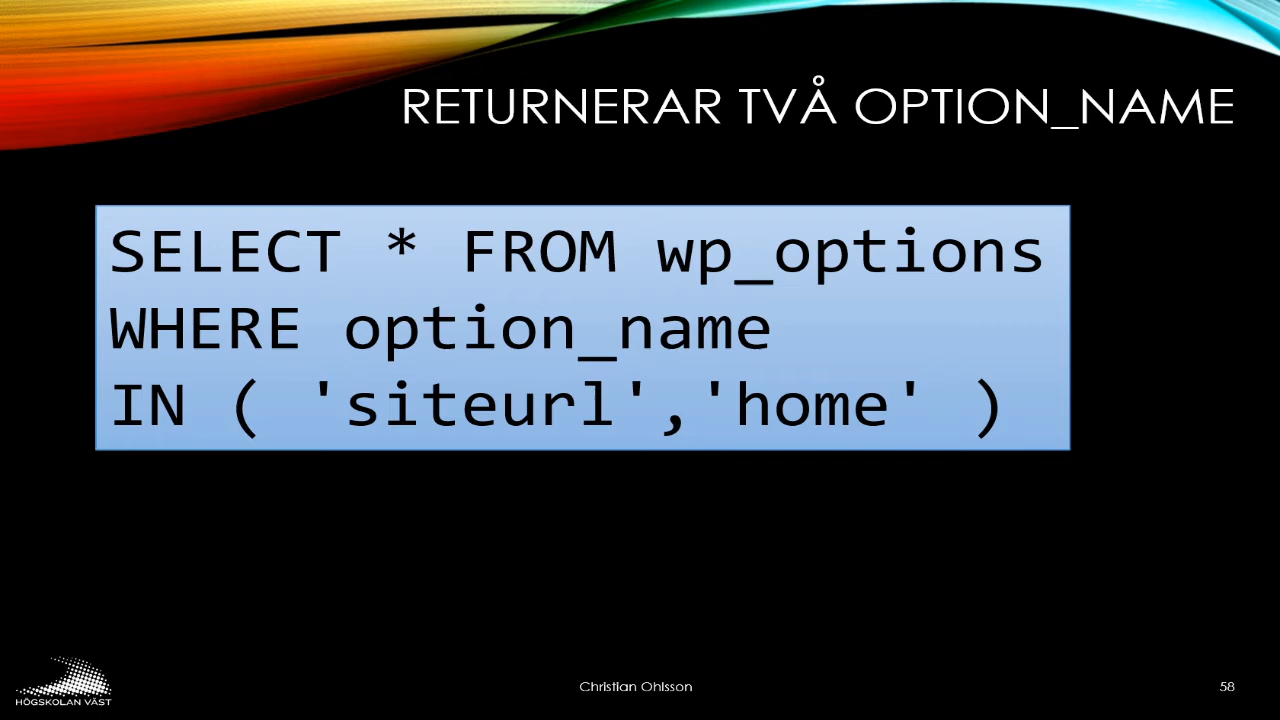 RETURNERAR TVÅ OPTION_NAME
SELECT * FROM wp_options
WHERE option_name
IN ( 'siteurl','home' )
HÖGSKOLAN VÄST
Christian Ohlsson
58